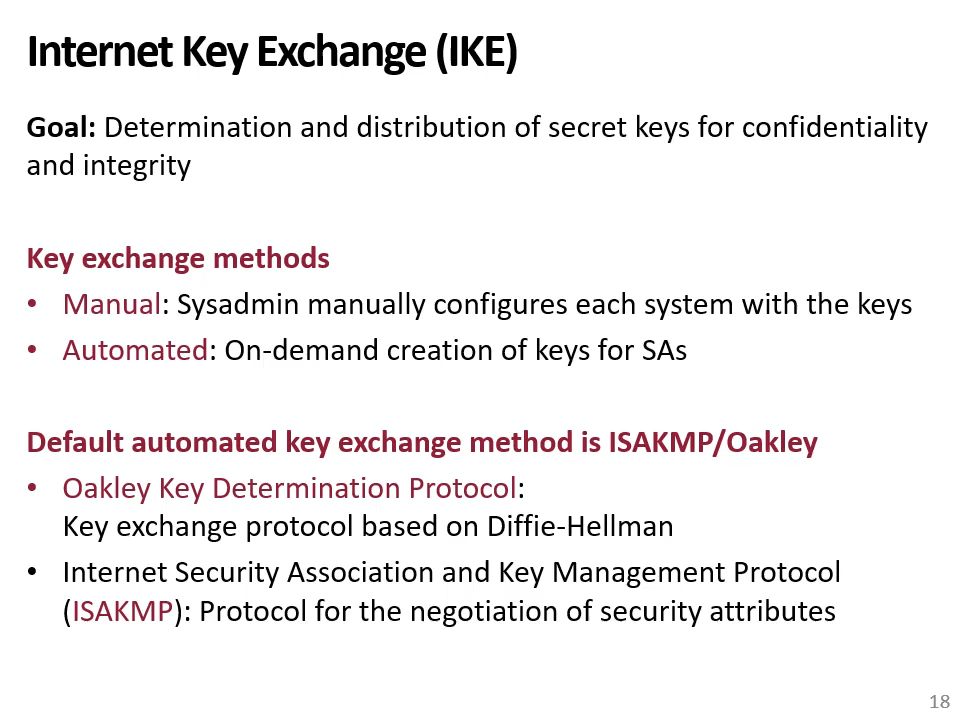 Internet Key Exchange (IKE)
Goal: Determination and distribution of secret keys for confidentiality
and integrity
Key exchange methods
• Manual: Sysadmin manually configures each system with the keys
• Automated: On-demand creation of keys for SAs
Default automated key exchange method is ISAKMP/Oakley
• Oakley Key Determination Protocol:
Key exchange protocol based on Diffie-Hellman
• Internet Security Association and Key Management Protocol
(ISAKMP): Protocol for the negotiation of security attributes
18